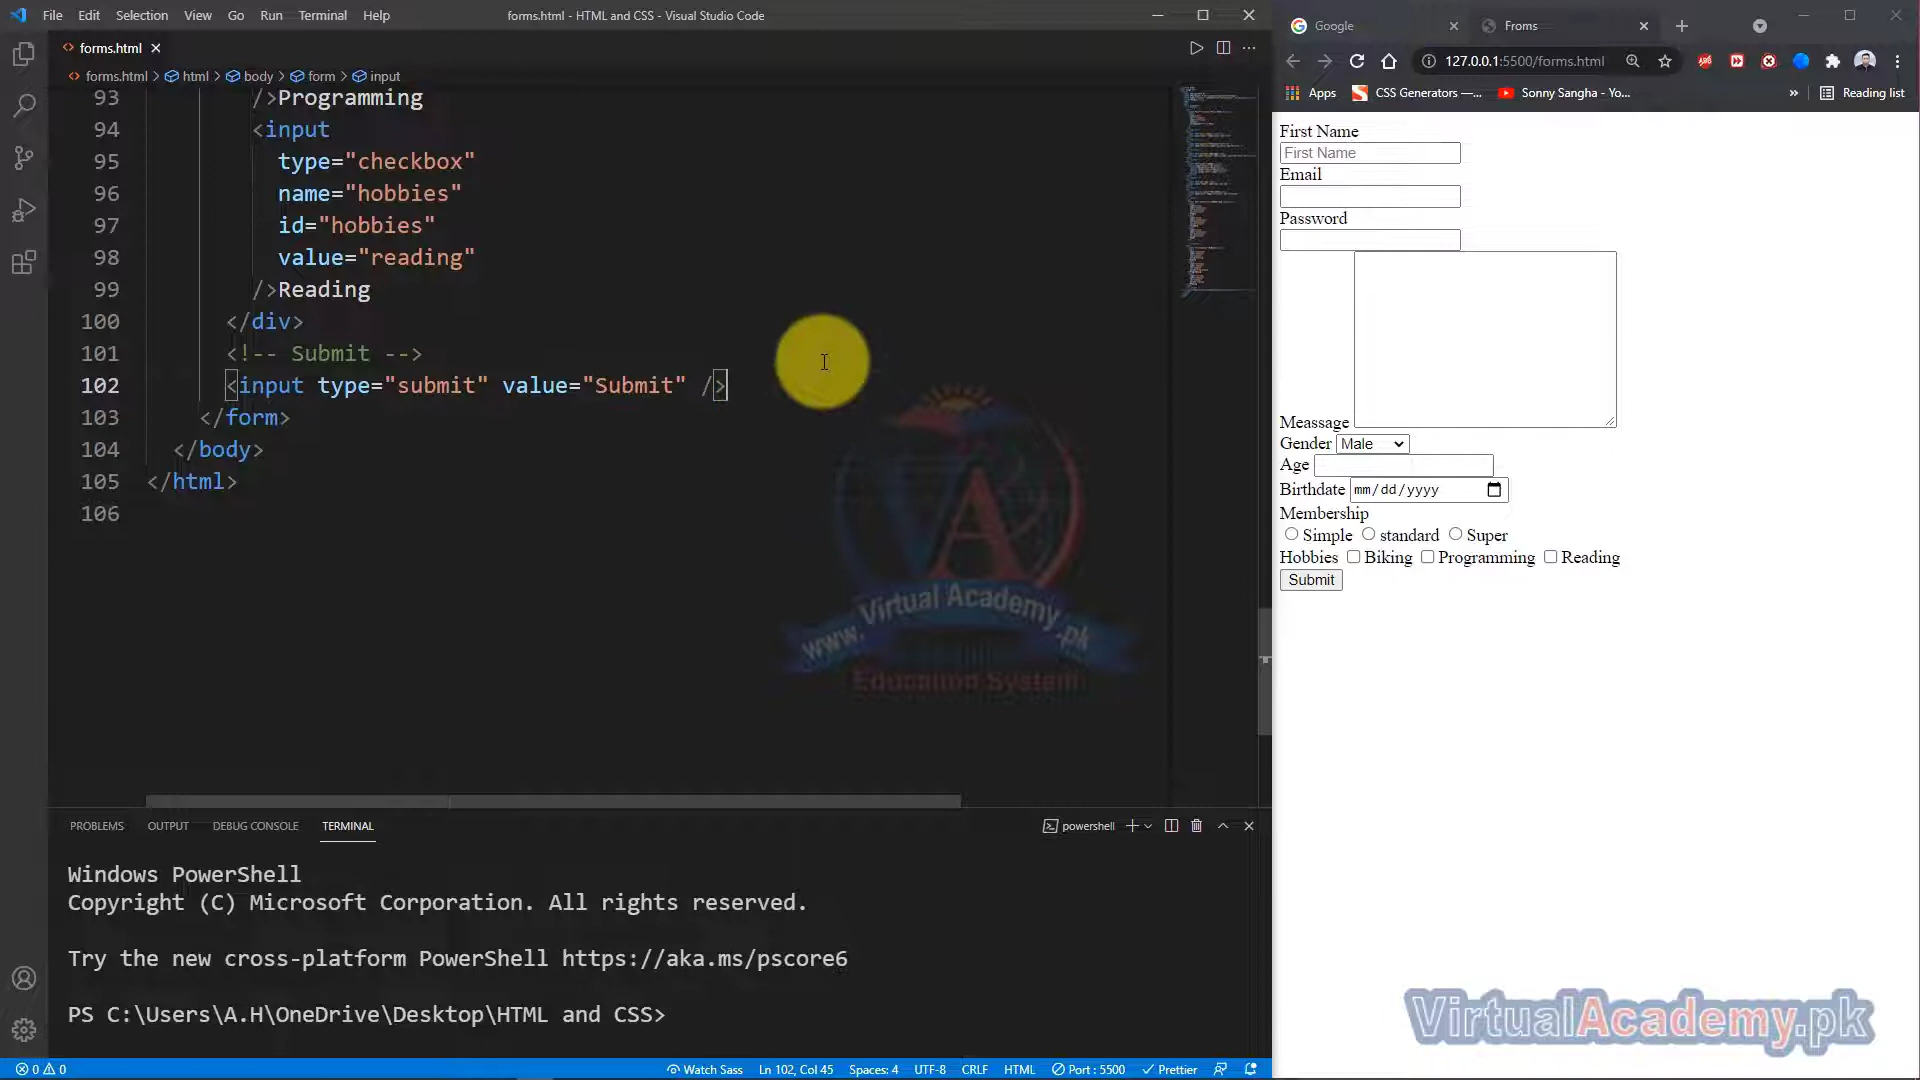 File Edit Selection View Go Run Terminal Help
forms.html - HTML and CSS - Visual Studio Code
forms.html
forms.html > html > body > form > input
93 />Programming
94 <input
95 type="checkbox"
96 name="hobbies"
97 id="hobbies"
98 value="reading"
99 />Reading
100 </div>
101 <!-- Submit -->
102 <input type="submit" value="Submit" />
103 </form>
104 </body>
105 </html>
106
www.VirtualAcademy.pk
Education System
PROBLEMS OUTPUT DEBUG CONSOLE TERMINAL
powershell
Windows PowerShell
Copyright (C) Microsoft Corporation. All rights reserved.
Try the new cross-platform PowerShell https://aka.ms/pscore6
PS C:\Users\A.H\OneDrive\Desktop\HTML and CSS>
0 0 Watch Sass Ln 102, Col 45 Spaces: 4 UTF-8 CRLF HTML Port : 5500 Prettier
Google Froms
127.0.0.1:5500/forms.html
Apps CSS Generators —... Sonny Sangha - Yo... » Reading list
First Name
First Name
Email
Password
Meassage
Gender Male
Age
Birthdate mm/dd/yyyy
Membership
Simple standard Super
Hobbies Biking Programming Reading
Submit
VirtualAcademy.pk